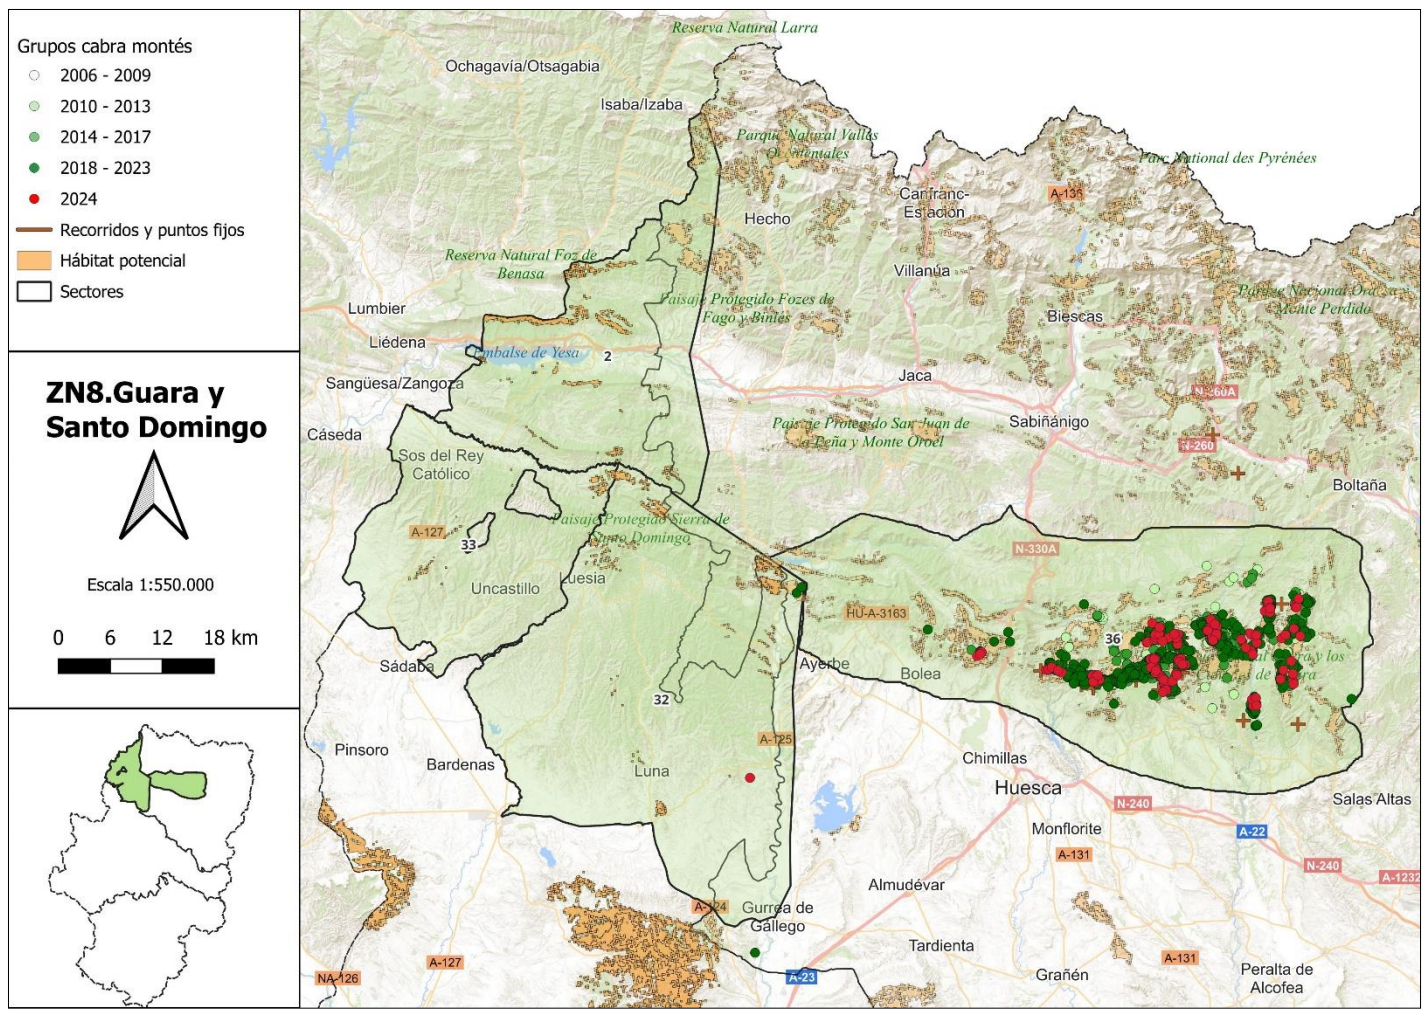 Grupos cabra montés
2006 - 2009
2010 - 2013
2014 - 2017
2018 - 2023
2024
Recorridos y puntos fijos
Hábitat potencial
Sectores
ZN8.Guara y
Santo Domingo
Escala 1:550.000
0 6 12 18 km
Reserva Natural Larra
Ochagavía/Otsagabia
Isaba/Izaba
Parque Natural Valles
Occidentales
Parc National des Pyrénées
Canfranc-
Estación
A-136
Hecho
Reserva Natural Foz de
Benasa
Villanúa
Paisaje Protegido Fozes de
Fago y Biniés
Parque Nacional
Monte Perdido
Lumbier
Biescas
Liédena
Embalse de Yesa
2
Sangüesa/Zangoza
Jaca
N-260A
Cáseda
Paisaje Protegido San Juan de
la Peña y Monte Oroel
Sabiñánigo
N-260
Sos del Rey
Católico
Boltaña
Paisaje Protegido Sierra de
Santo Domingo
A-127
33
N-330A
Uncastillo
Luesia
HU-A-3163
36
Sádaba
Ayerbe
Bolea
y los
de
32
Pinsoro
Bardenas
Luna
A-125
Chimillas
Huesca
Salas Altas
N-240
Monflorite
A-22
A-131
N-240
A-1232
Almudévar
A-124
Gurrea de
Gállego
Tardienta
A-127
NA-126
A-23
Grañén
A-131
Peralta de
Alcofea